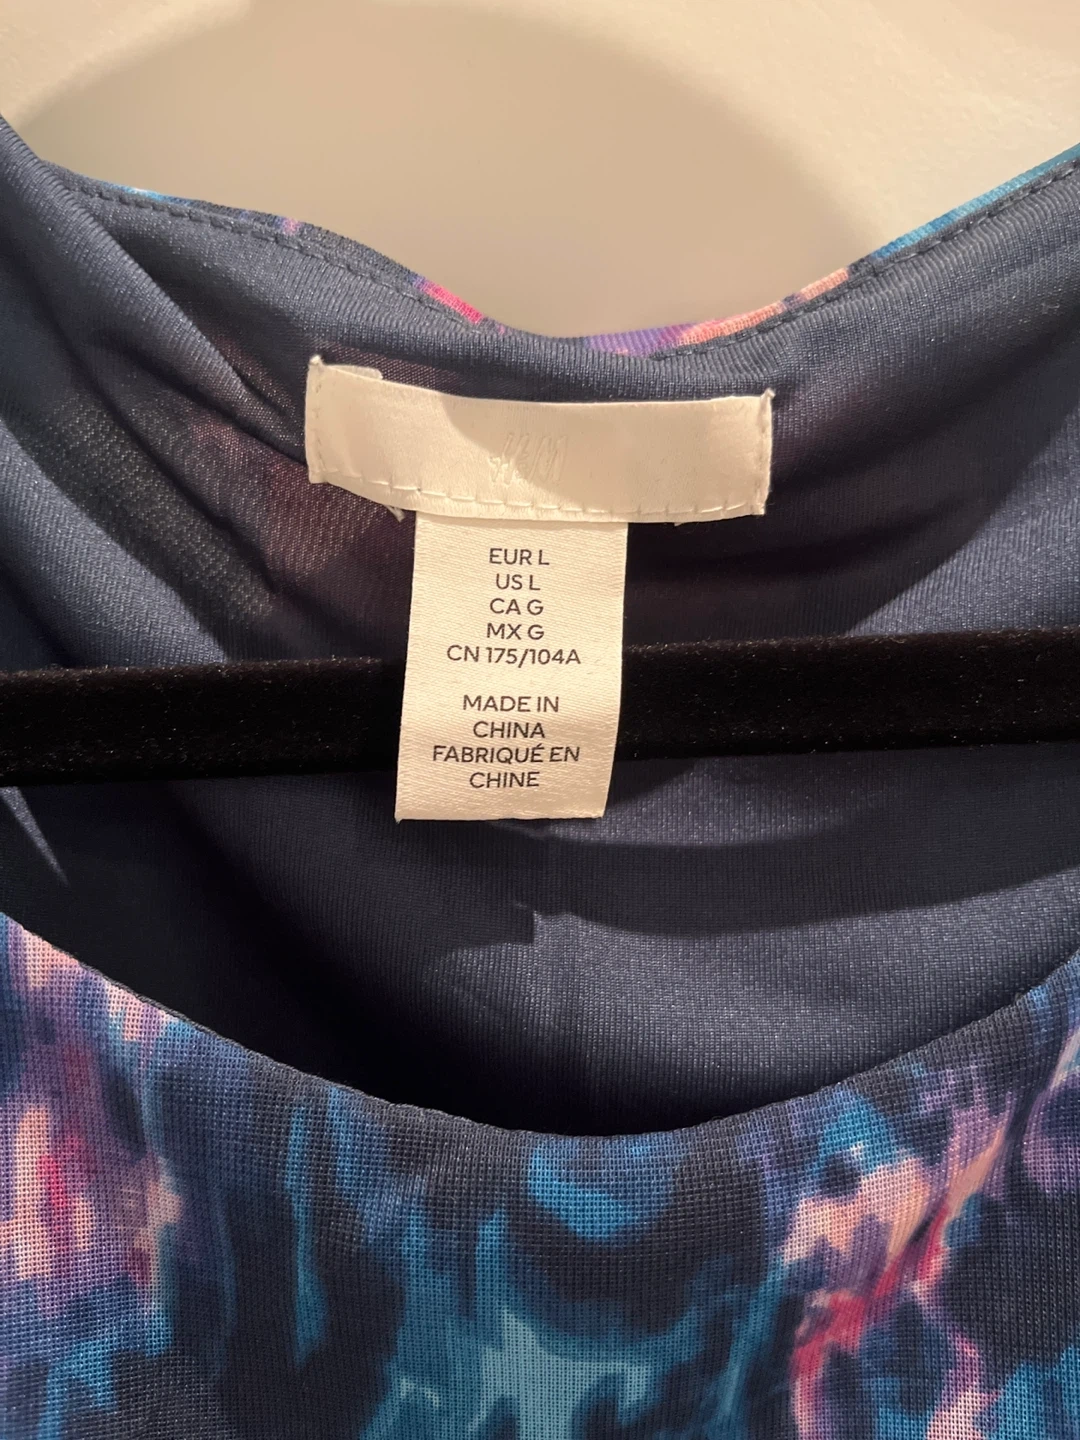 H&M
EUR L
US L
CA G
MX G
CN 175/104A
MADE IN
CHINA
FABRIQUÉ EN
CHINE